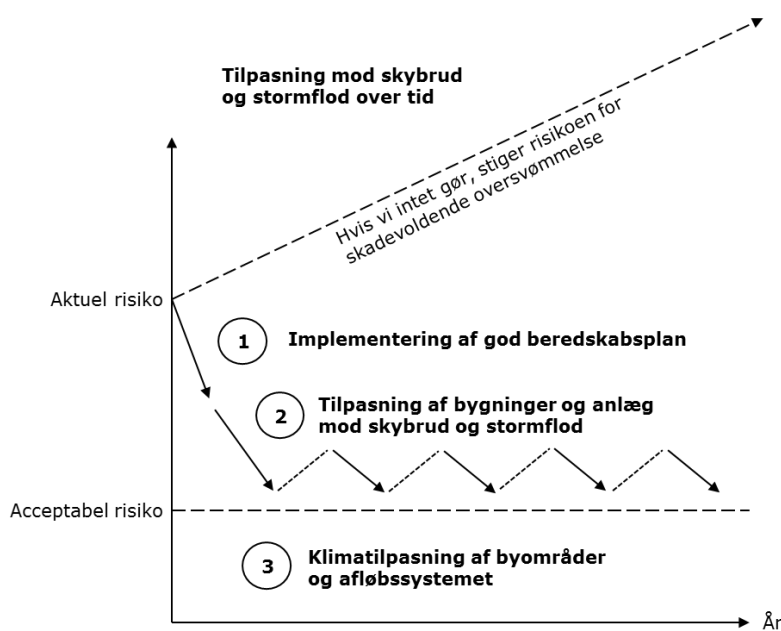 Tilpasning mod skybrud
og stormflod over tid
Hvis vi intet gør, stiger risikoen for
skadevoldende oversvømmelse
Aktuel risiko
1
Implementering af god beredskabsplan
2
Tilpasning af bygninger og anlæg
mod skybrud og stormflod
Acceptabel risiko
3
Klimatilpasning af byområder
og afløbssystemet
År